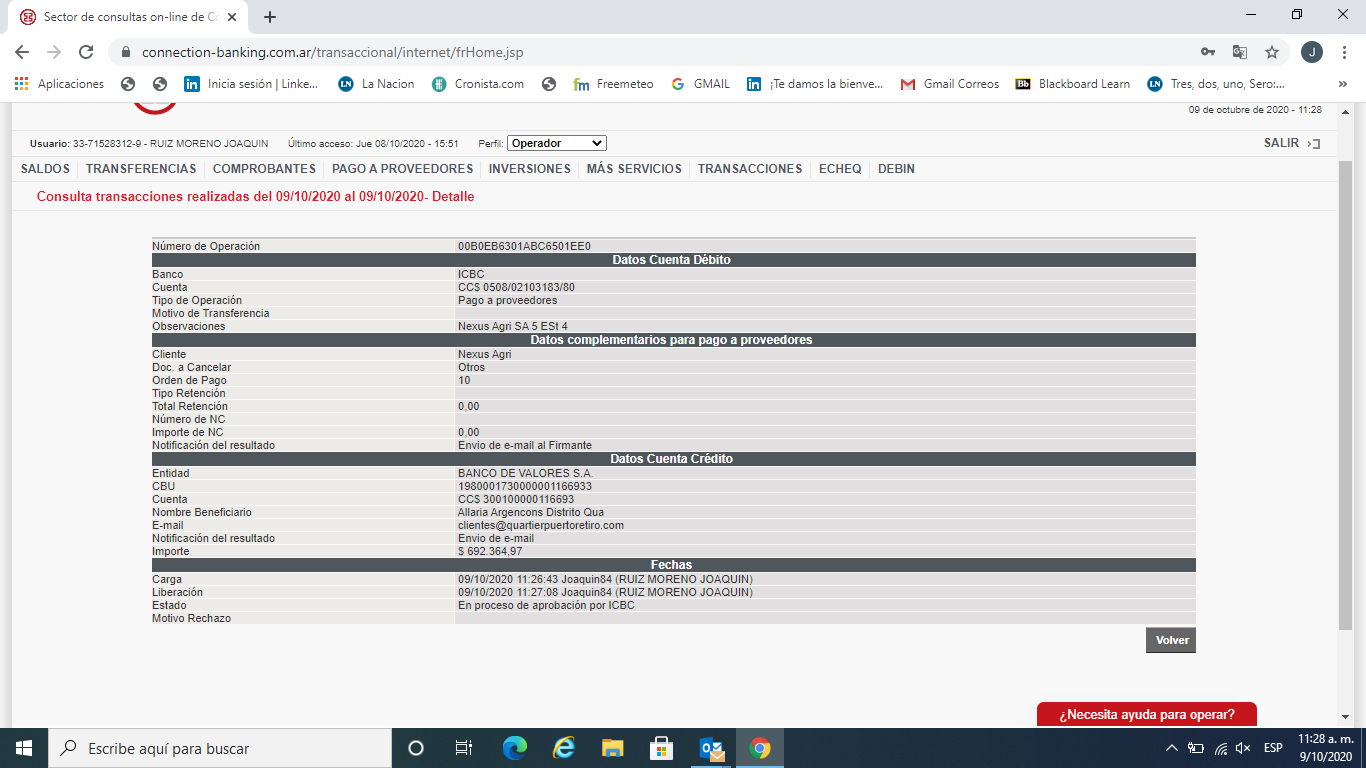 Sector de consultas on-line de C
connection-banking.com.ar/transaccional/internet/frHome.jsp
J
Aplicaciones
Inicia sesión | Linke...
La Nacion
Cronista.com
Freemeteo
GMAIL
¡Te damos la bienve...
Gmail Correos
Blackboard Learn
Tres, dos, uno, Sero:...
09 de octubre de 2020 - 11:28
Usuario: 33-71528312-9 - RUIZ MORENO JOAQUIN Último acceso: Jue 08/10/2020 - 15:51 Perfil: Operador SALIR
SALDOS TRANSFERENCIAS COMPROBANTES PAGO A PROVEEDORES INVERSIONES MÁS SERVICIOS TRANSACCIONES ECHEQ DEBIN
Consulta transacciones realizadas del 09/10/2020 al 09/10/2020- Detalle
Número de Operación 00B0EB6301ABC6501EE0
Datos Cuenta Débito
Banco ICBC
Cuenta CC$ 0508/02103183/80
Tipo de Operación Pago a proveedores
Motivo de Transferencia
Observaciones Nexus Agri SA 5 ESt 4
Datos complementarios para pago a proveedores
Cliente Nexus Agri
Doc. a Cancelar Otros
Orden de Pago 10
Tipo Retención
Total Retención 0,00
Número de NC
Importe de NC 0,00
Notificación del resultado Envio de e-mail al Firmante
Datos Cuenta Crédito
Entidad BANCO DE VALORES S.A.
CBU 1980001730000001166933
Cuenta CC$ 300100000116693
Nombre Beneficiario Allaria Argencons Distrito Qua
E-mail clientes@quartierpuertoretiro.com
Notificación del resultado Envio de e-mail
Importe $ 692.364,97
Fechas
Carga 09/10/2020 11:26:43 Joaquin84 (RUIZ MORENO JOAQUIN)
Liberación 09/10/2020 11:27:08 Joaquin84 (RUIZ MORENO JOAQUIN)
Estado En proceso de aprobación por ICBC
Motivo Rechazo
Volver
¿Necesita ayuda para operar?
Escribe aquí para buscar
ESP
11:28 a. m.
9/10/2020